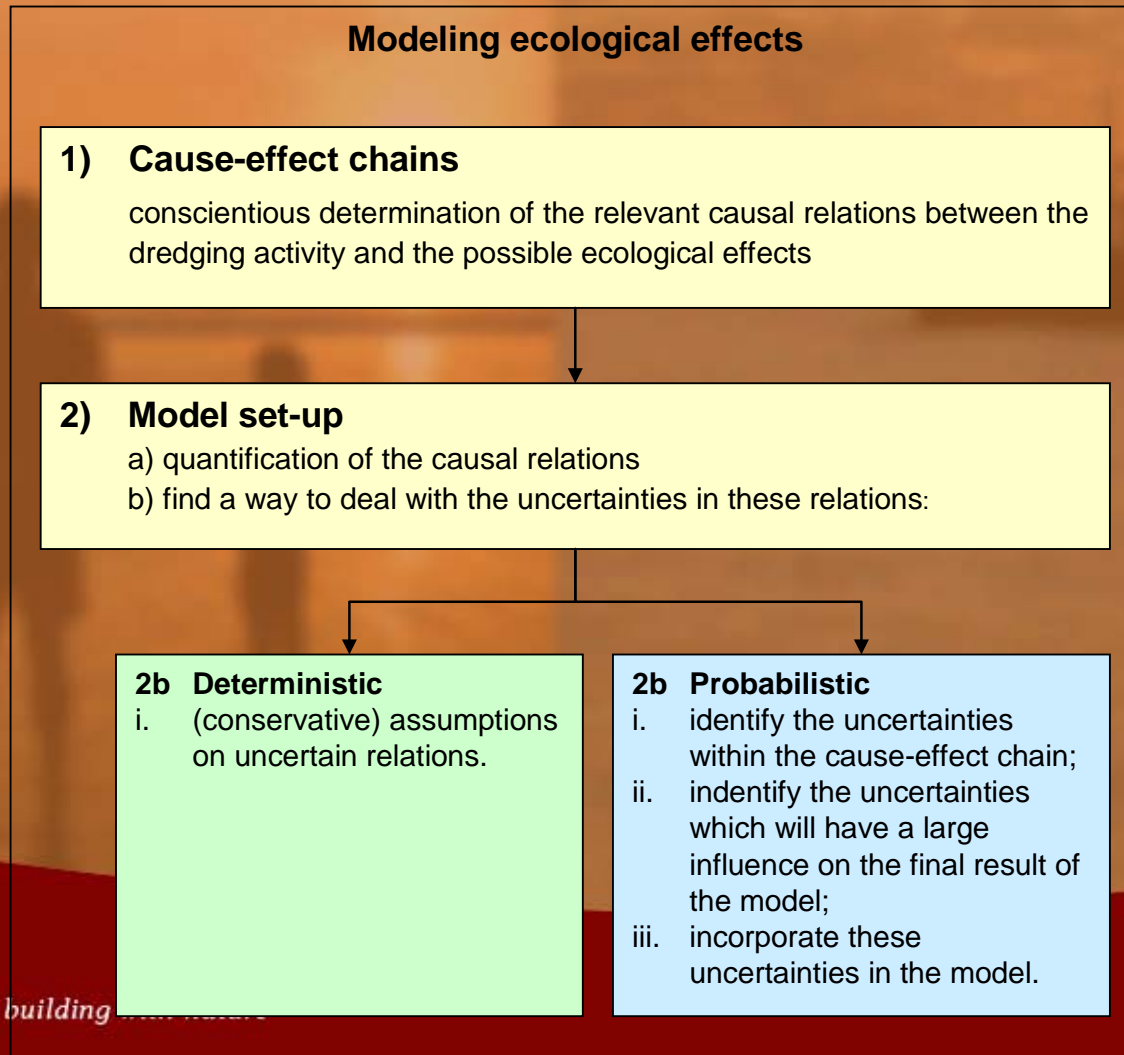 Modeling ecological effects
1) Cause-effect chains
conscientious determination of the relevant causal relations between the
dredging activity and the possible ecological effects
2) Model set-up
a) quantification of the causal relations
b) find a way to deal with the uncertainties in these relations:
2b Deterministic
i. (conservative) assumptions
on uncertain relations.
2b Probabilistic
i. identify the uncertainties
within the cause-effect chain;
ii. indentify the uncertainties
which will have a large
influence on the final result of
the model;
iii. incorporate these
uncertainties in the model.
building